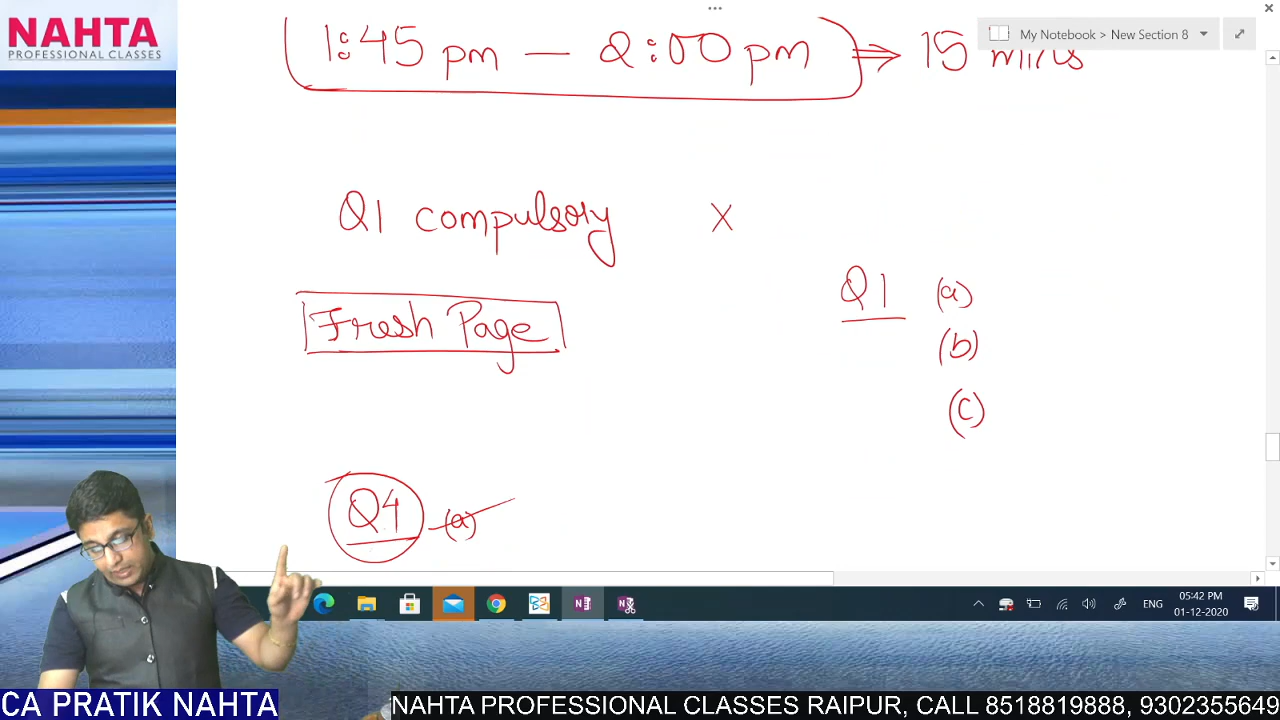 NAHTA
PROFESSIONAL CLASSES
My Notebook > New Section 8
1:45 pm — 2:00 pm ⇒ 15 mins
Q1 compulsory X
Q1 (a)
Fresh Page
(b)
(c)
Q4 (a)
ENG
05:42 PM
01-12-2020
CA PRATIK NAHTA
NAHTA PROFESSIONAL CLASSES RAIPUR, CALL 8518819888, 9302355649